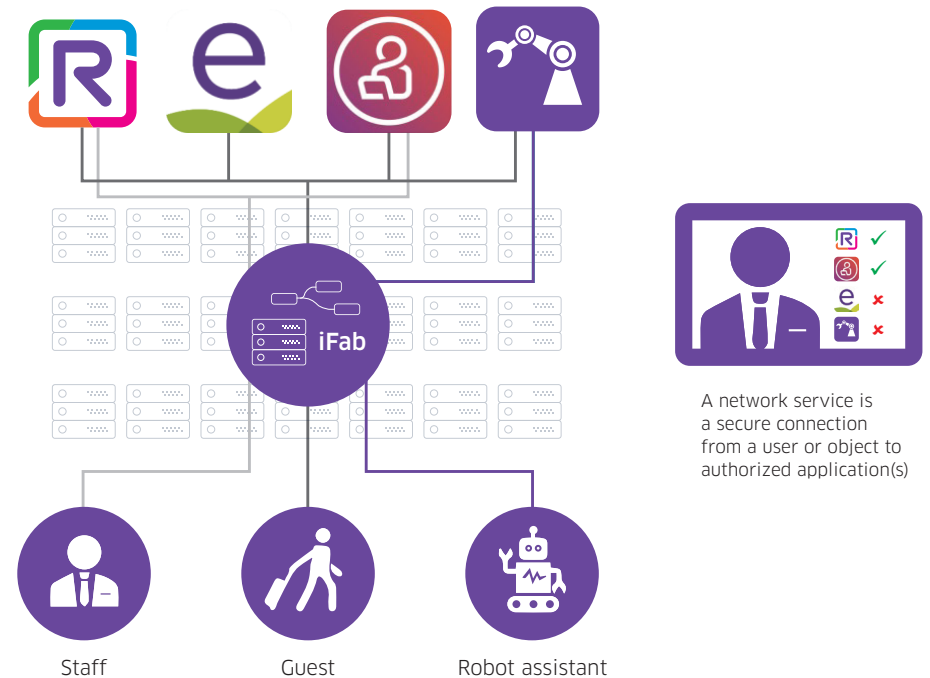 R
e
iFab
R
e
A network service is
a secure connection
from a user or object to
authorized application(s)
Staff
Guest
Robot assistant